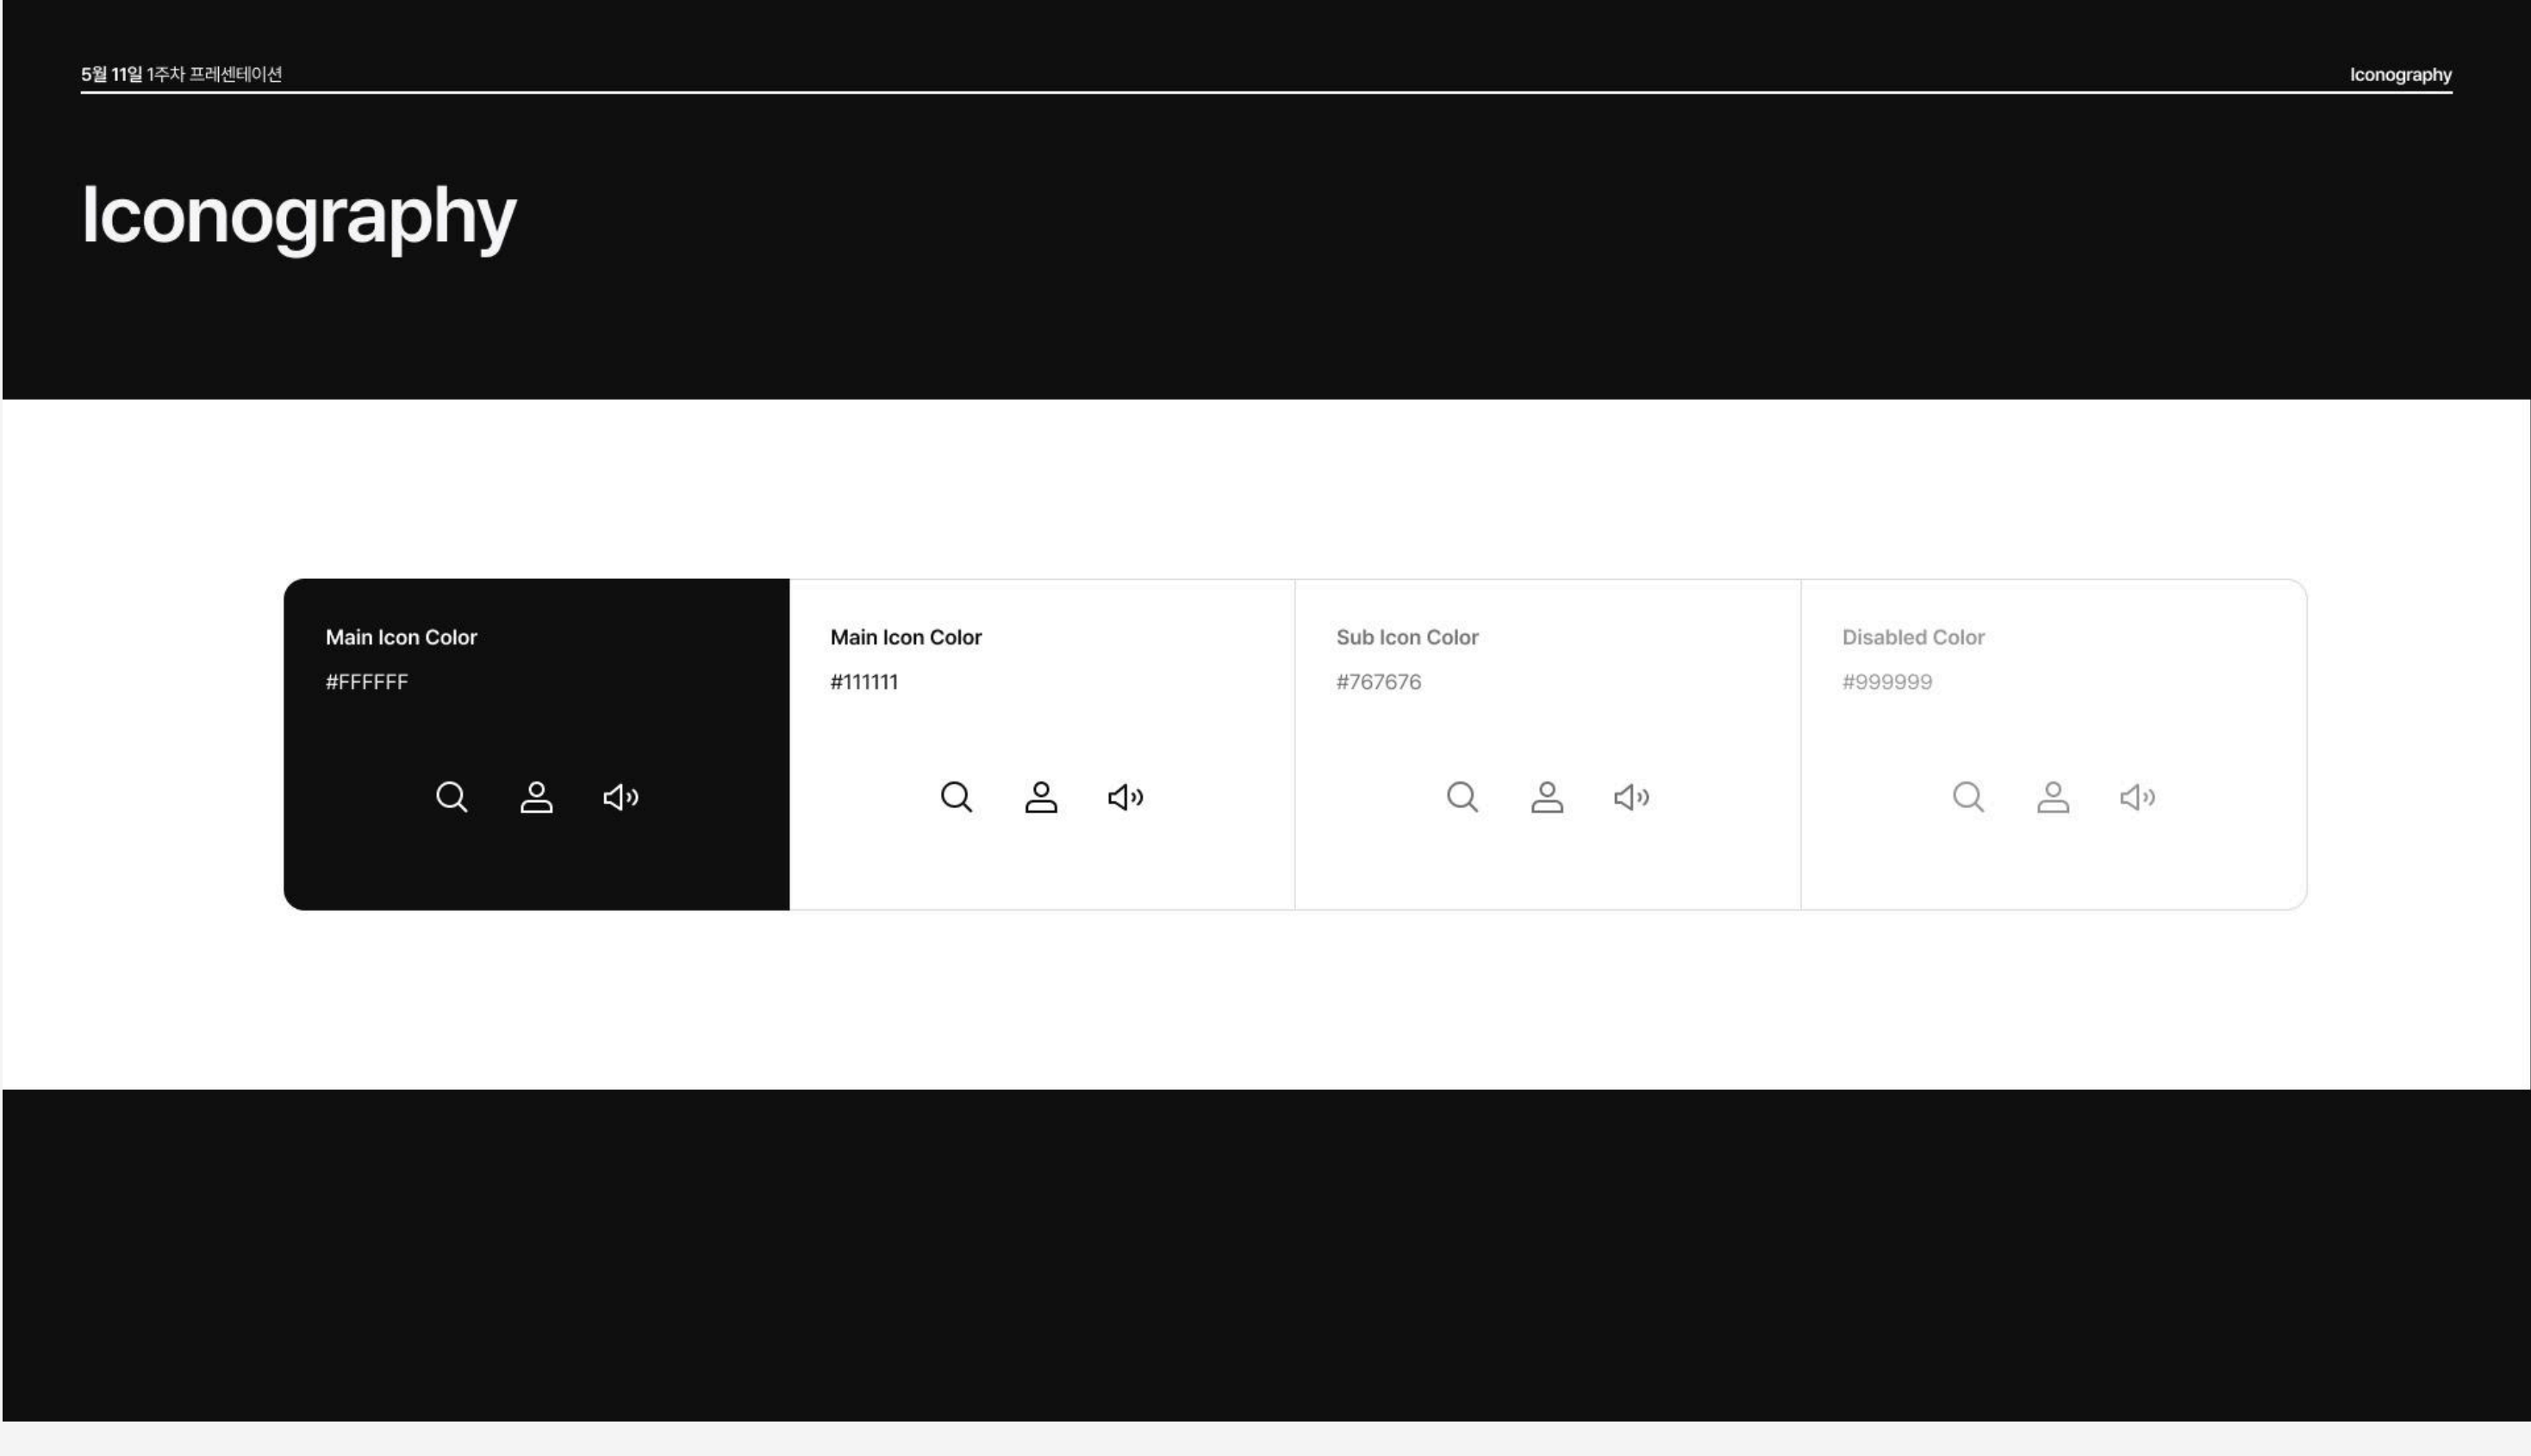 5월 11일 1주차 프레센테이션
Iconography
Iconography
Main Icon Color
#FFFFFF
Main Icon Color
#111111
Sub Icon Color
#767676
Disabled Color
#999999